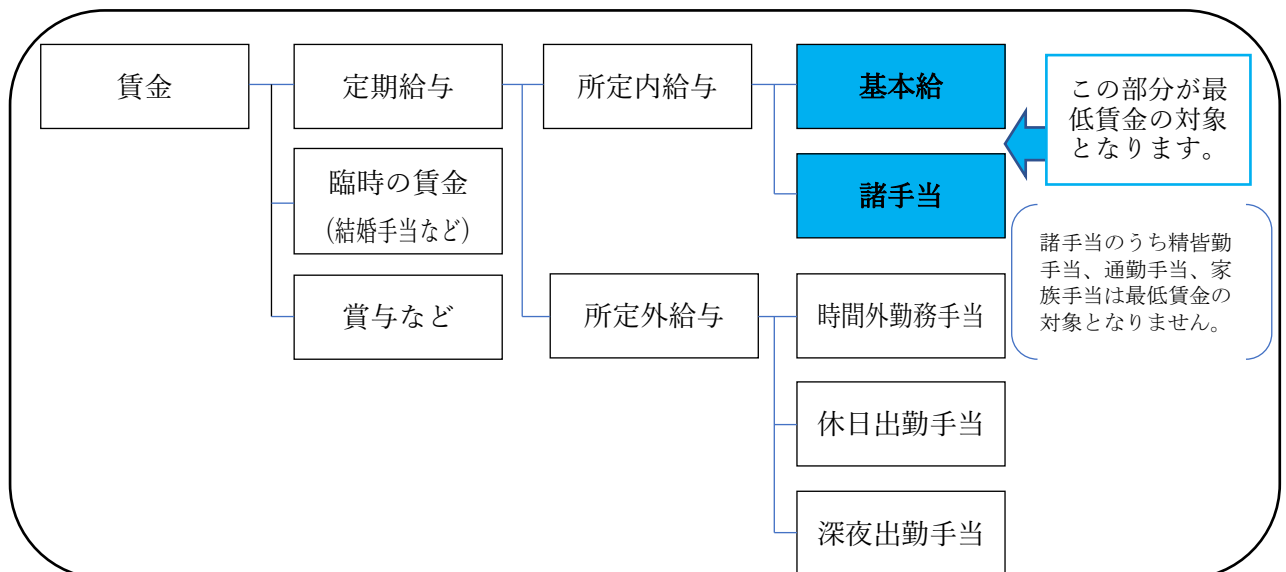 賃金
定期給与
所定内給与
基本給
この部分が最
低賃金の対象
となります。
諸手当
臨時の賃金
(結婚手当など)
諸手当のうち精皆勤
手当、通勤手当、家
族手当は最低賃金の
対象となりません。
賞与など
所定外給与
時間外勤務手当
休日出勤手当
深夜出勤手当